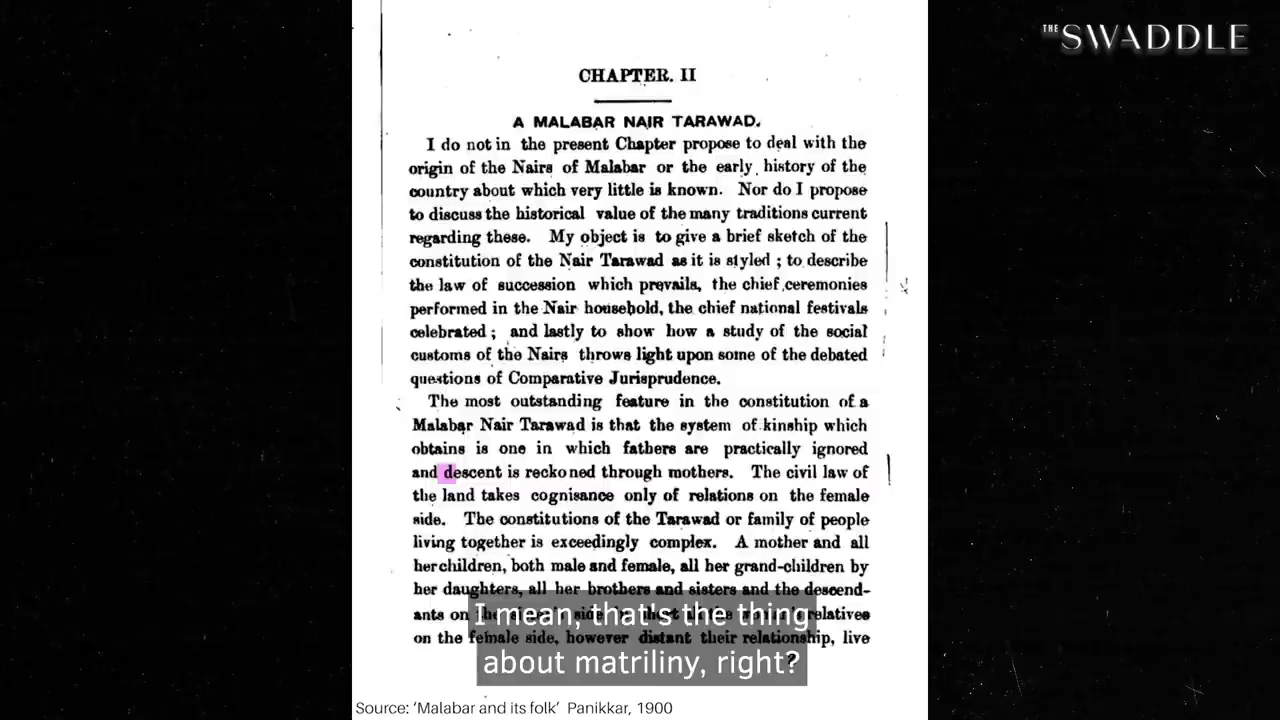 THE SWADDLE
CHAPTER. II
A MALABAR NAIR TARAWAD.
I do not in the present Chapter propose to deal with the
origin of the Nairs of Malabar or the early history of the
country about which very little is known. Nor do I propose
to discuss the historical value of the many traditions current
regarding these. My object is to give a brief sketch of the
constitution of the Nair Tarawad as it is styled ; to describe
the law of succession which prevails, the chief ceremonies
performed in the Nair household, the chief national festivals
celebrated ; and lastly to show how a study of the social
customs of the Nairs throws light upon some of the debated
questions of Comparative Jurisprudence.
The most outstanding feature in the constitution of a
Malabar Nair Tarawad is that the system of kinship which
obtains is one in which fathers are practically ignored
and descent is reckoned through mothers. The civil law of
the land takes cognisance only of relations on the female
side. The constitutions of the Tarawad or family of people
living together is exceedingly complex. A mother and all
her children, both male and female, all her grand-children by
her daughters, all her brothers and sisters and the descend-
ants on relatives
on the female side, however distant their relationship, live
I mean, that's the thing
about matriliny, right?
Source: 'Malabar and its folk' Panikkar, 1900